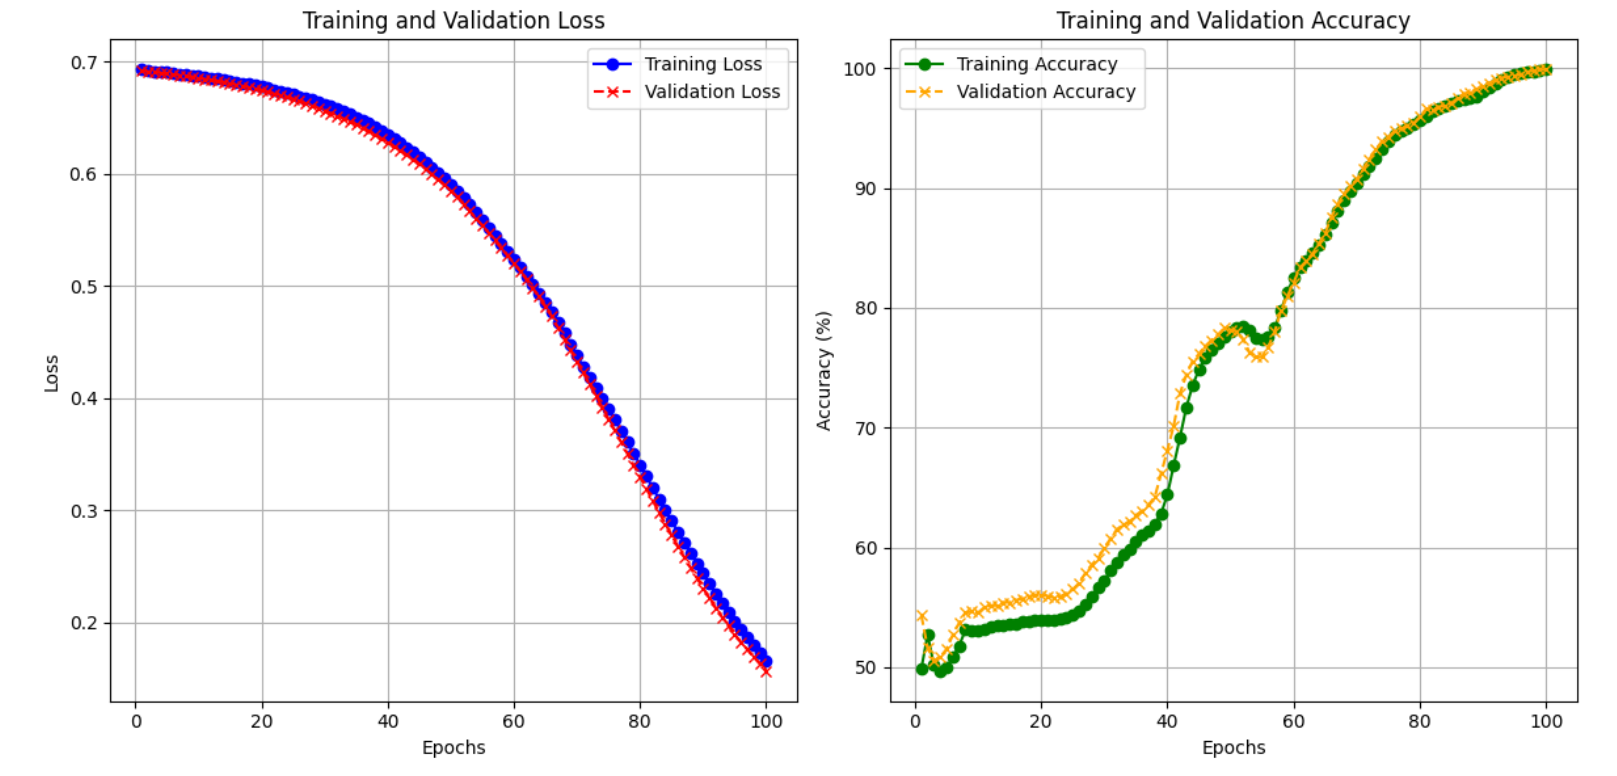 Training and Validation Loss
0.7
0.6
0.5
0.4
0.3
0.2
Loss
0 20 40 60 80 100
Epochs
Training Loss
Validation Loss
Training and Validation Accuracy
100
90
80
70
60
50
Accuracy (%)
0 20 40 60 80 100
Epochs
Training Accuracy
Validation Accuracy